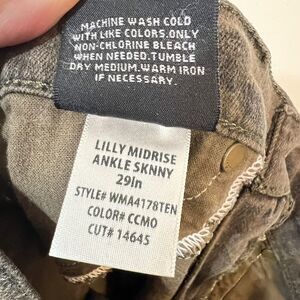 MACHINE WASH COLD
WITH LIKE COLORS.ONLY
NON-CHLORINE BLEACH
WHEN NEEDED.TUMBLE
DRY MEDIUM.WARM IRON
IF NECESSARY.
LILLY MIDRISE
ANKLE SKNNY
29in
STYLE# WMA4178TEN
COLOR# CCMO
CUT# 14645